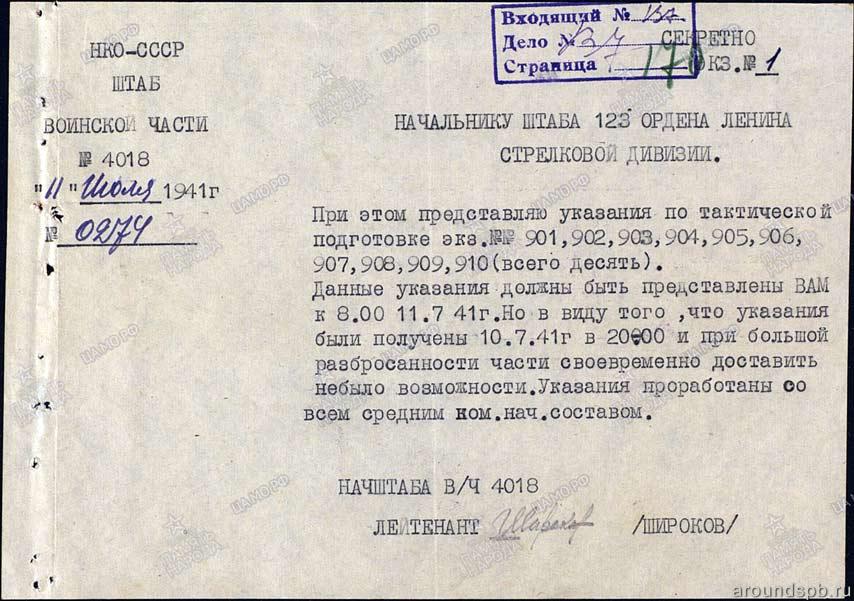 Входящий №
Дело №
Страница
СЕКРЕТНО
ЭКЗ.№ 1
НКО-СССР
ШТАБ
ВОИНСКОЙ ЧАСТИ
№ 4018
"11" Июля 1941г
№ 0274
НАЧАЛЬНИКУ ШТАБА 123 ОРДЕНА ЛЕНИНА
СТРЕЛКОВОЙ ДИВИЗИИ.
При этом представляю указания по тактической
подготовке экз.№№ 901,902,903,904,905,906,
907,908,909,910(всего десять).
Данные указания должны быть представлены ВАМ
к 8.00 11.7 41г.Но в виду того ,что указания
были получены 10.7.41г в 20-00 и при большой
разбросанности части своевременно доставить
небыло возможности.Указания проработаны со
всем средним ком.нач.составом.
НАЧШТАБА В/Ч 4018
ЛЕЙТЕНАНТ Широков /ШИРОКОВ/
aroundspb.ru